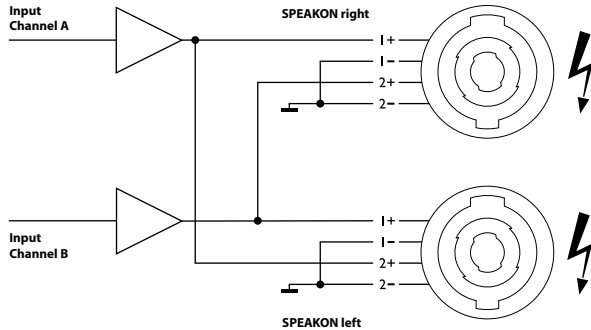 Input
Channel A
SPEAKON right
1+
1−
2+
2−
1+
1−
2+
2−
Input
Channel B
SPEAKON left